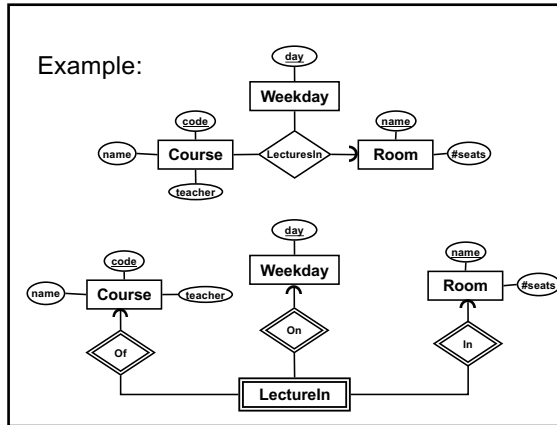 Example:
day
Weekday
code
name
Course
LecturesIn
teacher
name
Room
#seats
day
Weekday
code
name
Course
teacher
name
Room
#seats
Of
On
In
LectureIn